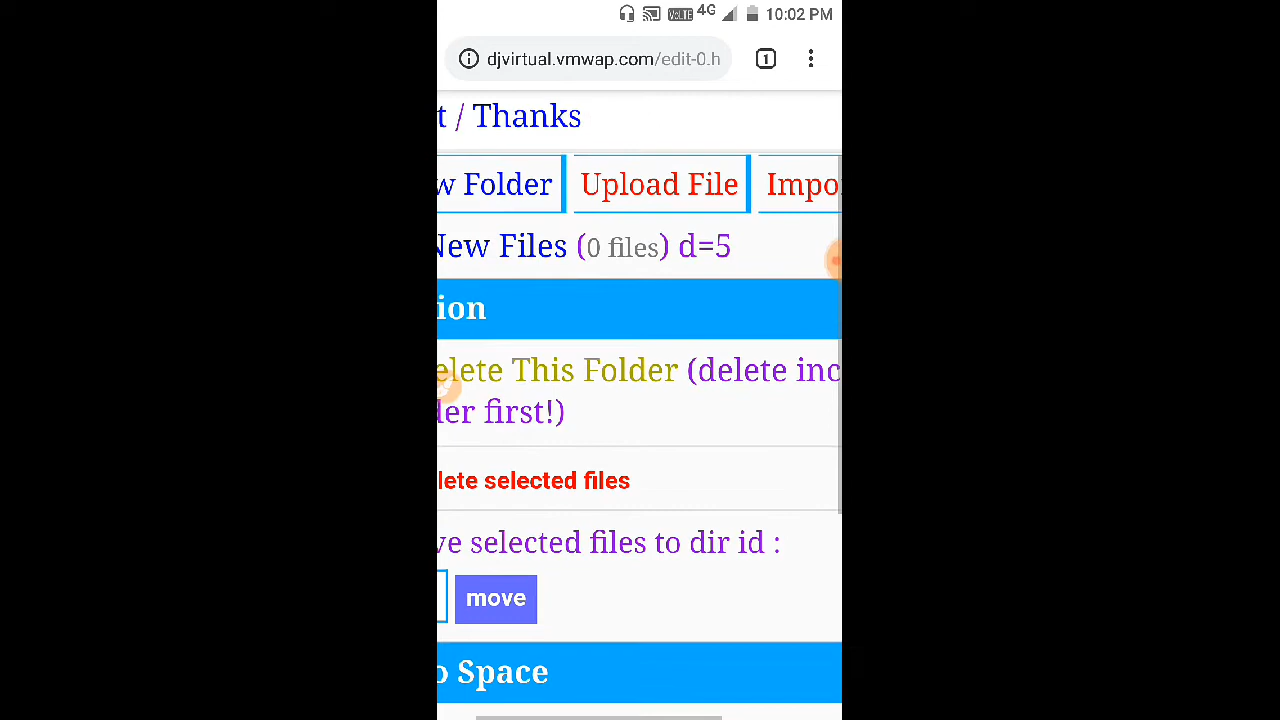 4G 10:02 PM
djvirtual.vmwap.com/edit-0.h 1
t / Thanks
w Folder Upload File Impo
New Files (0 files) d=5
ion
elete This Folder (delete inc
der first!)
lete selected files
ve selected files to dir id :
move
o Space